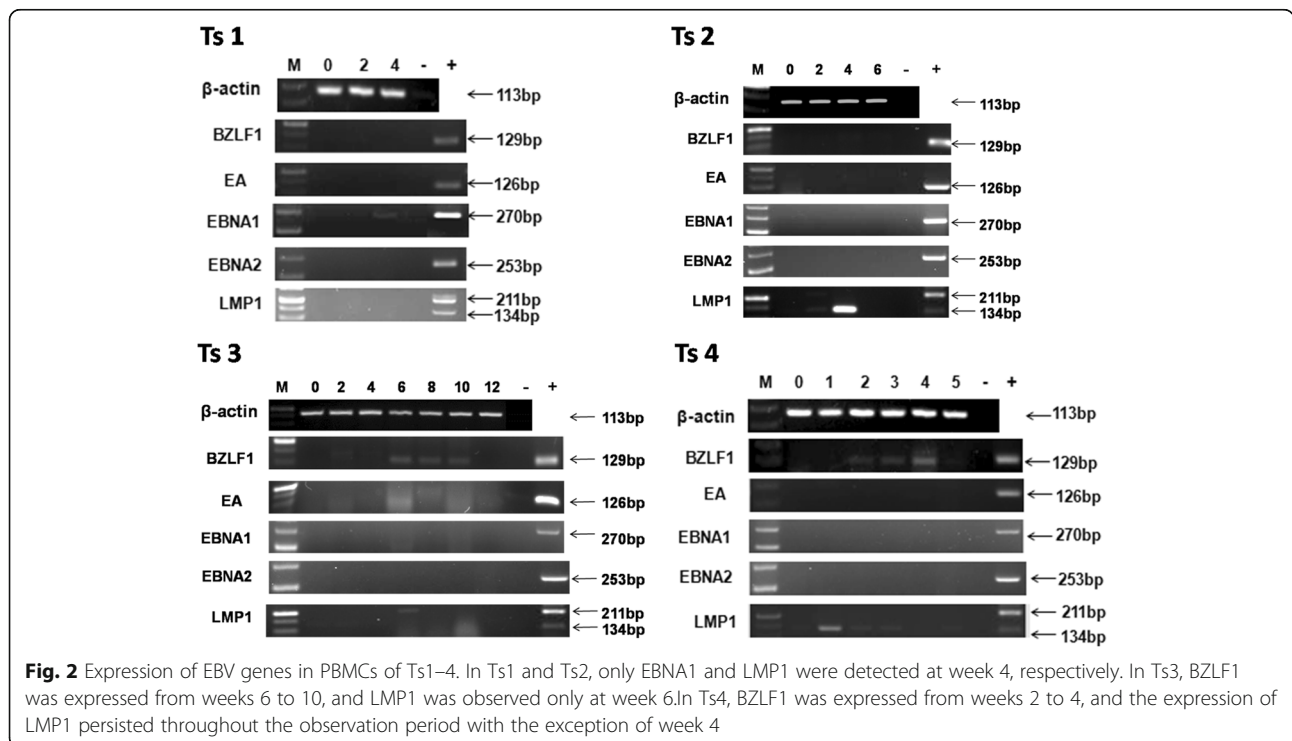 Ts 1
M 0 2 4 - +
β-actin ←113bp
BZLF1 ←129bp
EA ←126bp
EBNA1 ←270bp
EBNA2 ←253bp
LMP1 ←211bp
←134bp
Ts 2
M 0 2 4 6 - +
β-actin ←113bp
BZLF1 ←129bp
EA ←126bp
EBNA1 ←270bp
EBNA2 ←253bp
LMP1 ←211bp
←134bp
Ts 3
M 0 2 4 6 8 10 12 - +
β-actin ←113bp
BZLF1 ←129bp
EA ←126bp
EBNA1 ←270bp
EBNA2 ←253bp
LMP1 ←211bp
←134bp
Ts 4
M 0 1 2 3 4 5 - +
β-actin ←113bp
BZLF1 ←129bp
EA ←126bp
EBNA1 ←270bp
EBNA2 ←253bp
LMP1 ←211bp
←134bp
Fig. 2 Expression of EBV genes in PBMCs of Ts1–4. In Ts1 and Ts2, only EBNA1 and LMP1 were detected at week 4, respectively. In Ts3, BZLF1
was expressed from weeks 6 to 10, and LMP1 was observed only at week 6.In Ts4, BZLF1 was expressed from weeks 2 to 4, and the expression of
LMP1 persisted throughout the observation period with the exception of week 4